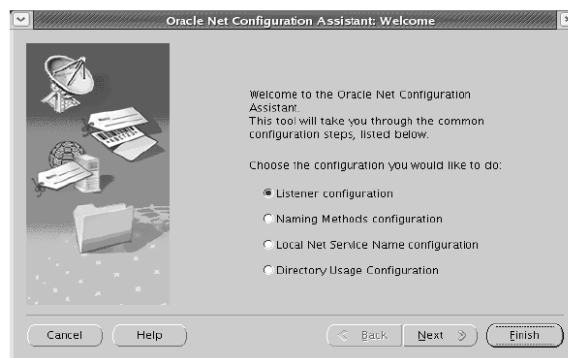 Oracle Net Configuration Assistant: Welcome
Welcome to the Oracle Net Configuration
Assistant.
This tool will take you through the common
configuration steps, listed below.
Choose the configuration you would like to do:
Listener configuration
Naming Methods configuration
Local Net Service Name configuration
Directory Usage Configuration
Cancel
Help
Back
Next
Finish